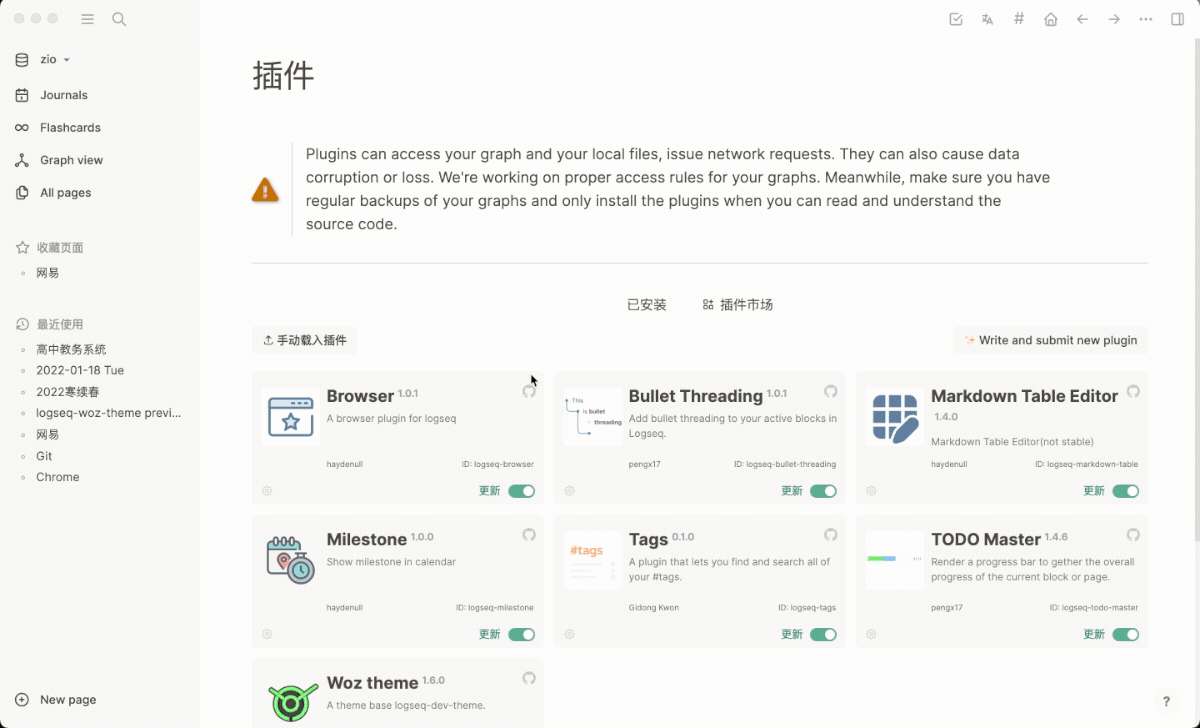 zio
Journals
Flashcards
Graph view
All pages
收藏页面
网易
最近使用
高中教务系统
2022-01-18 Tue
2022寒续春
logseq-woz-theme previ...
网易
Git
Chrome
New page
插件
Plugins can access your graph and your local files, issue network requests. They can also cause data
corruption or loss. We're working on proper access rules for your graphs. Meanwhile, make sure you have
regular backups of your graphs and only install the plugins when you can read and understand the
source code.
已安装
插件市场
手动载入插件
Write and submit new plugin
Browser 1.0.1
A browser plugin for logseq
haydenull
ID: logseq-browser
更新
This
is bullet
threading
Bullet Threading 1.0.1
Add bullet threading to your active blocks in
Logseq.
pengx17
ID: logseq-bullet-threading
更新
Markdown Table Editor
1.4.0
Markdown Table Editor(not stable)
haydenull
ID: logseq-markdown-table
更新
Milestone 1.0.0
Show milestone in calendar
haydenull
ID: logseq-milestone
更新
#tags
Tags 0.1.0
A plugin that lets you find and search all of
your #tags.
Gidong Kwon
ID: logseq-tags
更新
TODO Master 1.4.6
Render a progress bar to gether the overall
progress of the current block or page.
pengx17
ID: logseq-todo-master
更新
Woz theme 1.6.0
A theme base logseq-dev-theme.
?